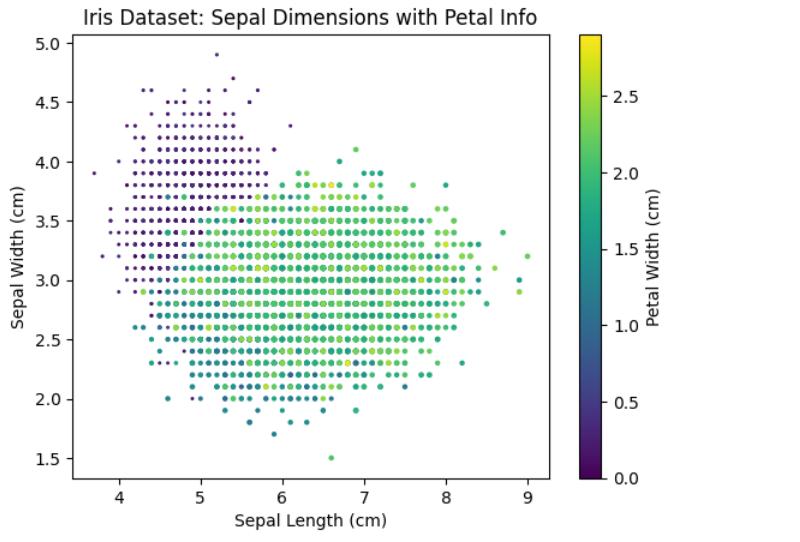 Iris Dataset: Sepal Dimensions with Petal Info
5.0
4.5
4.0
3.5
3.0
2.5
2.0
1.5
Sepal Width (cm)
4 5 6 7 8 9
Sepal Length (cm)
2.5
2.0
1.5
1.0
0.5
0.0
Petal Width (cm)